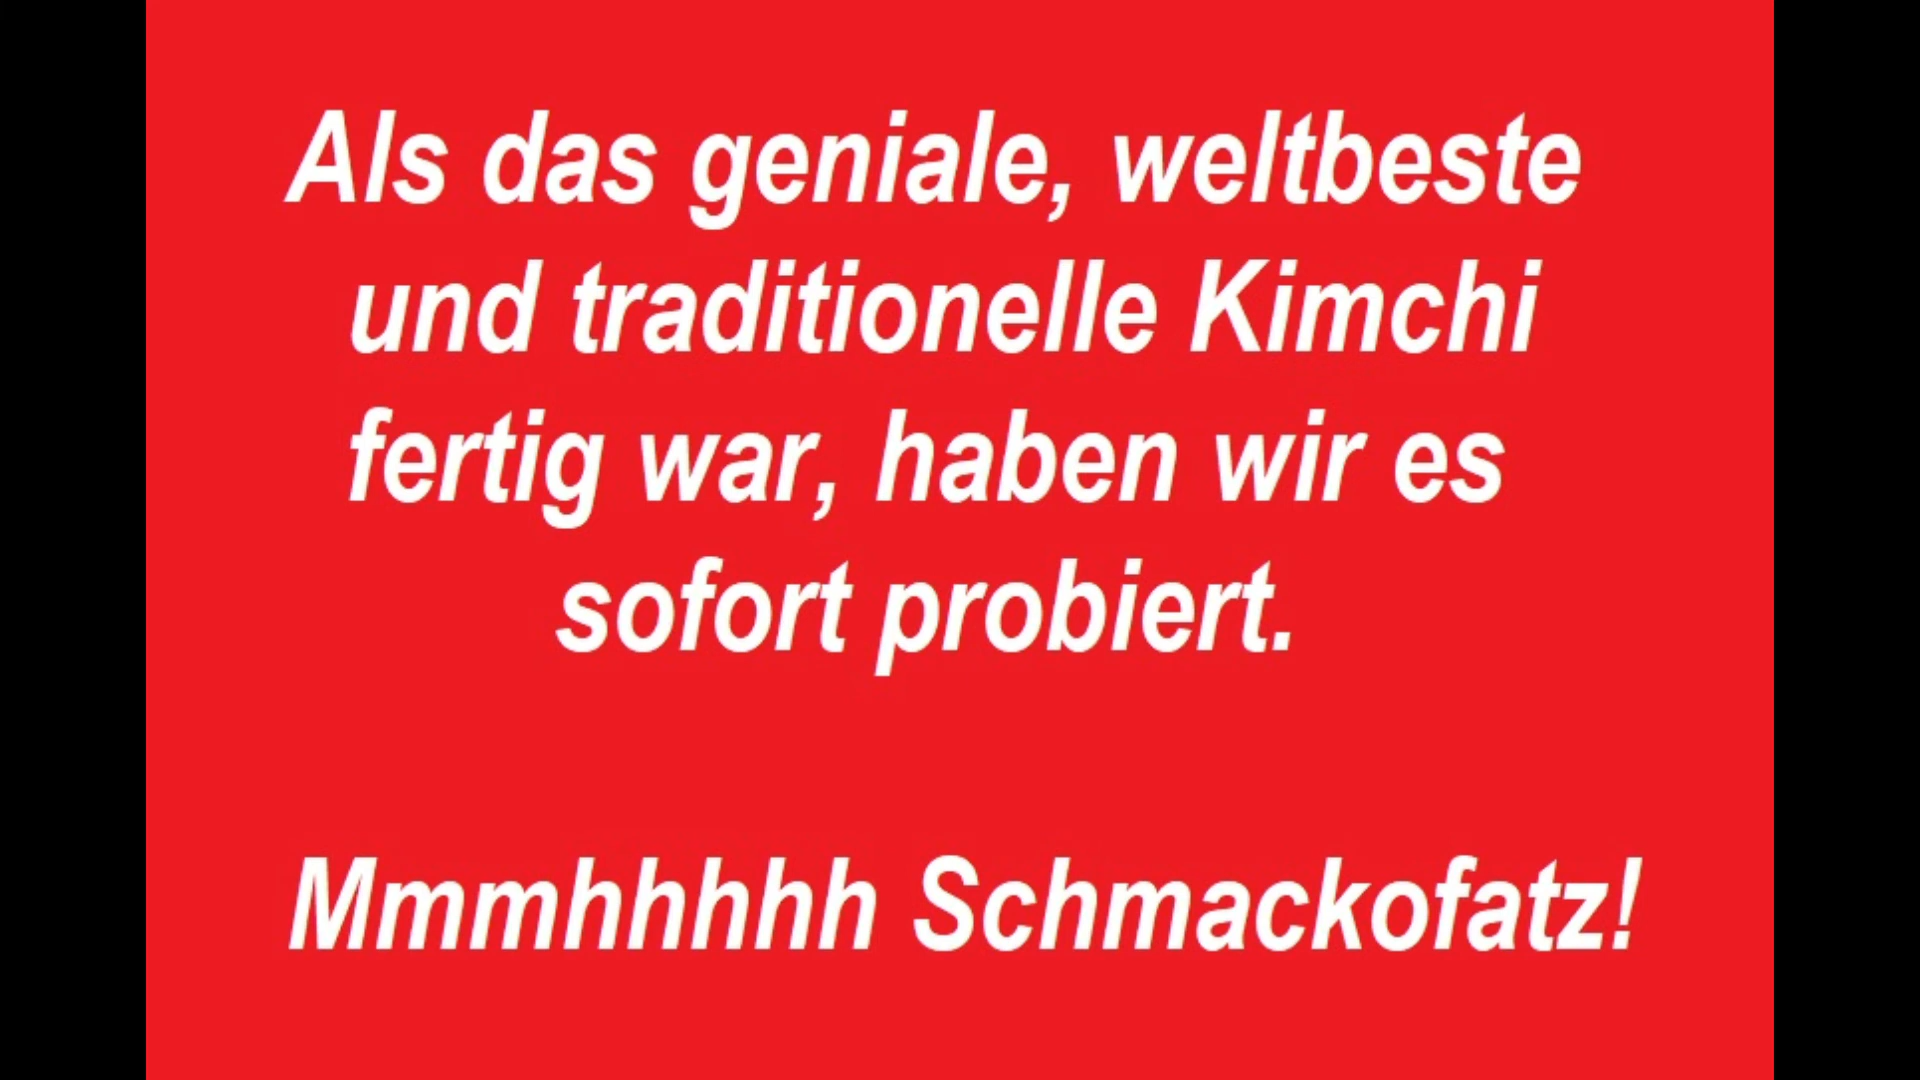 Als das geniale, weltbeste
und traditionelle Kimchi
fertig war, haben wir es
sofort probiert.
Mmmhhhhh Schmackofatz!